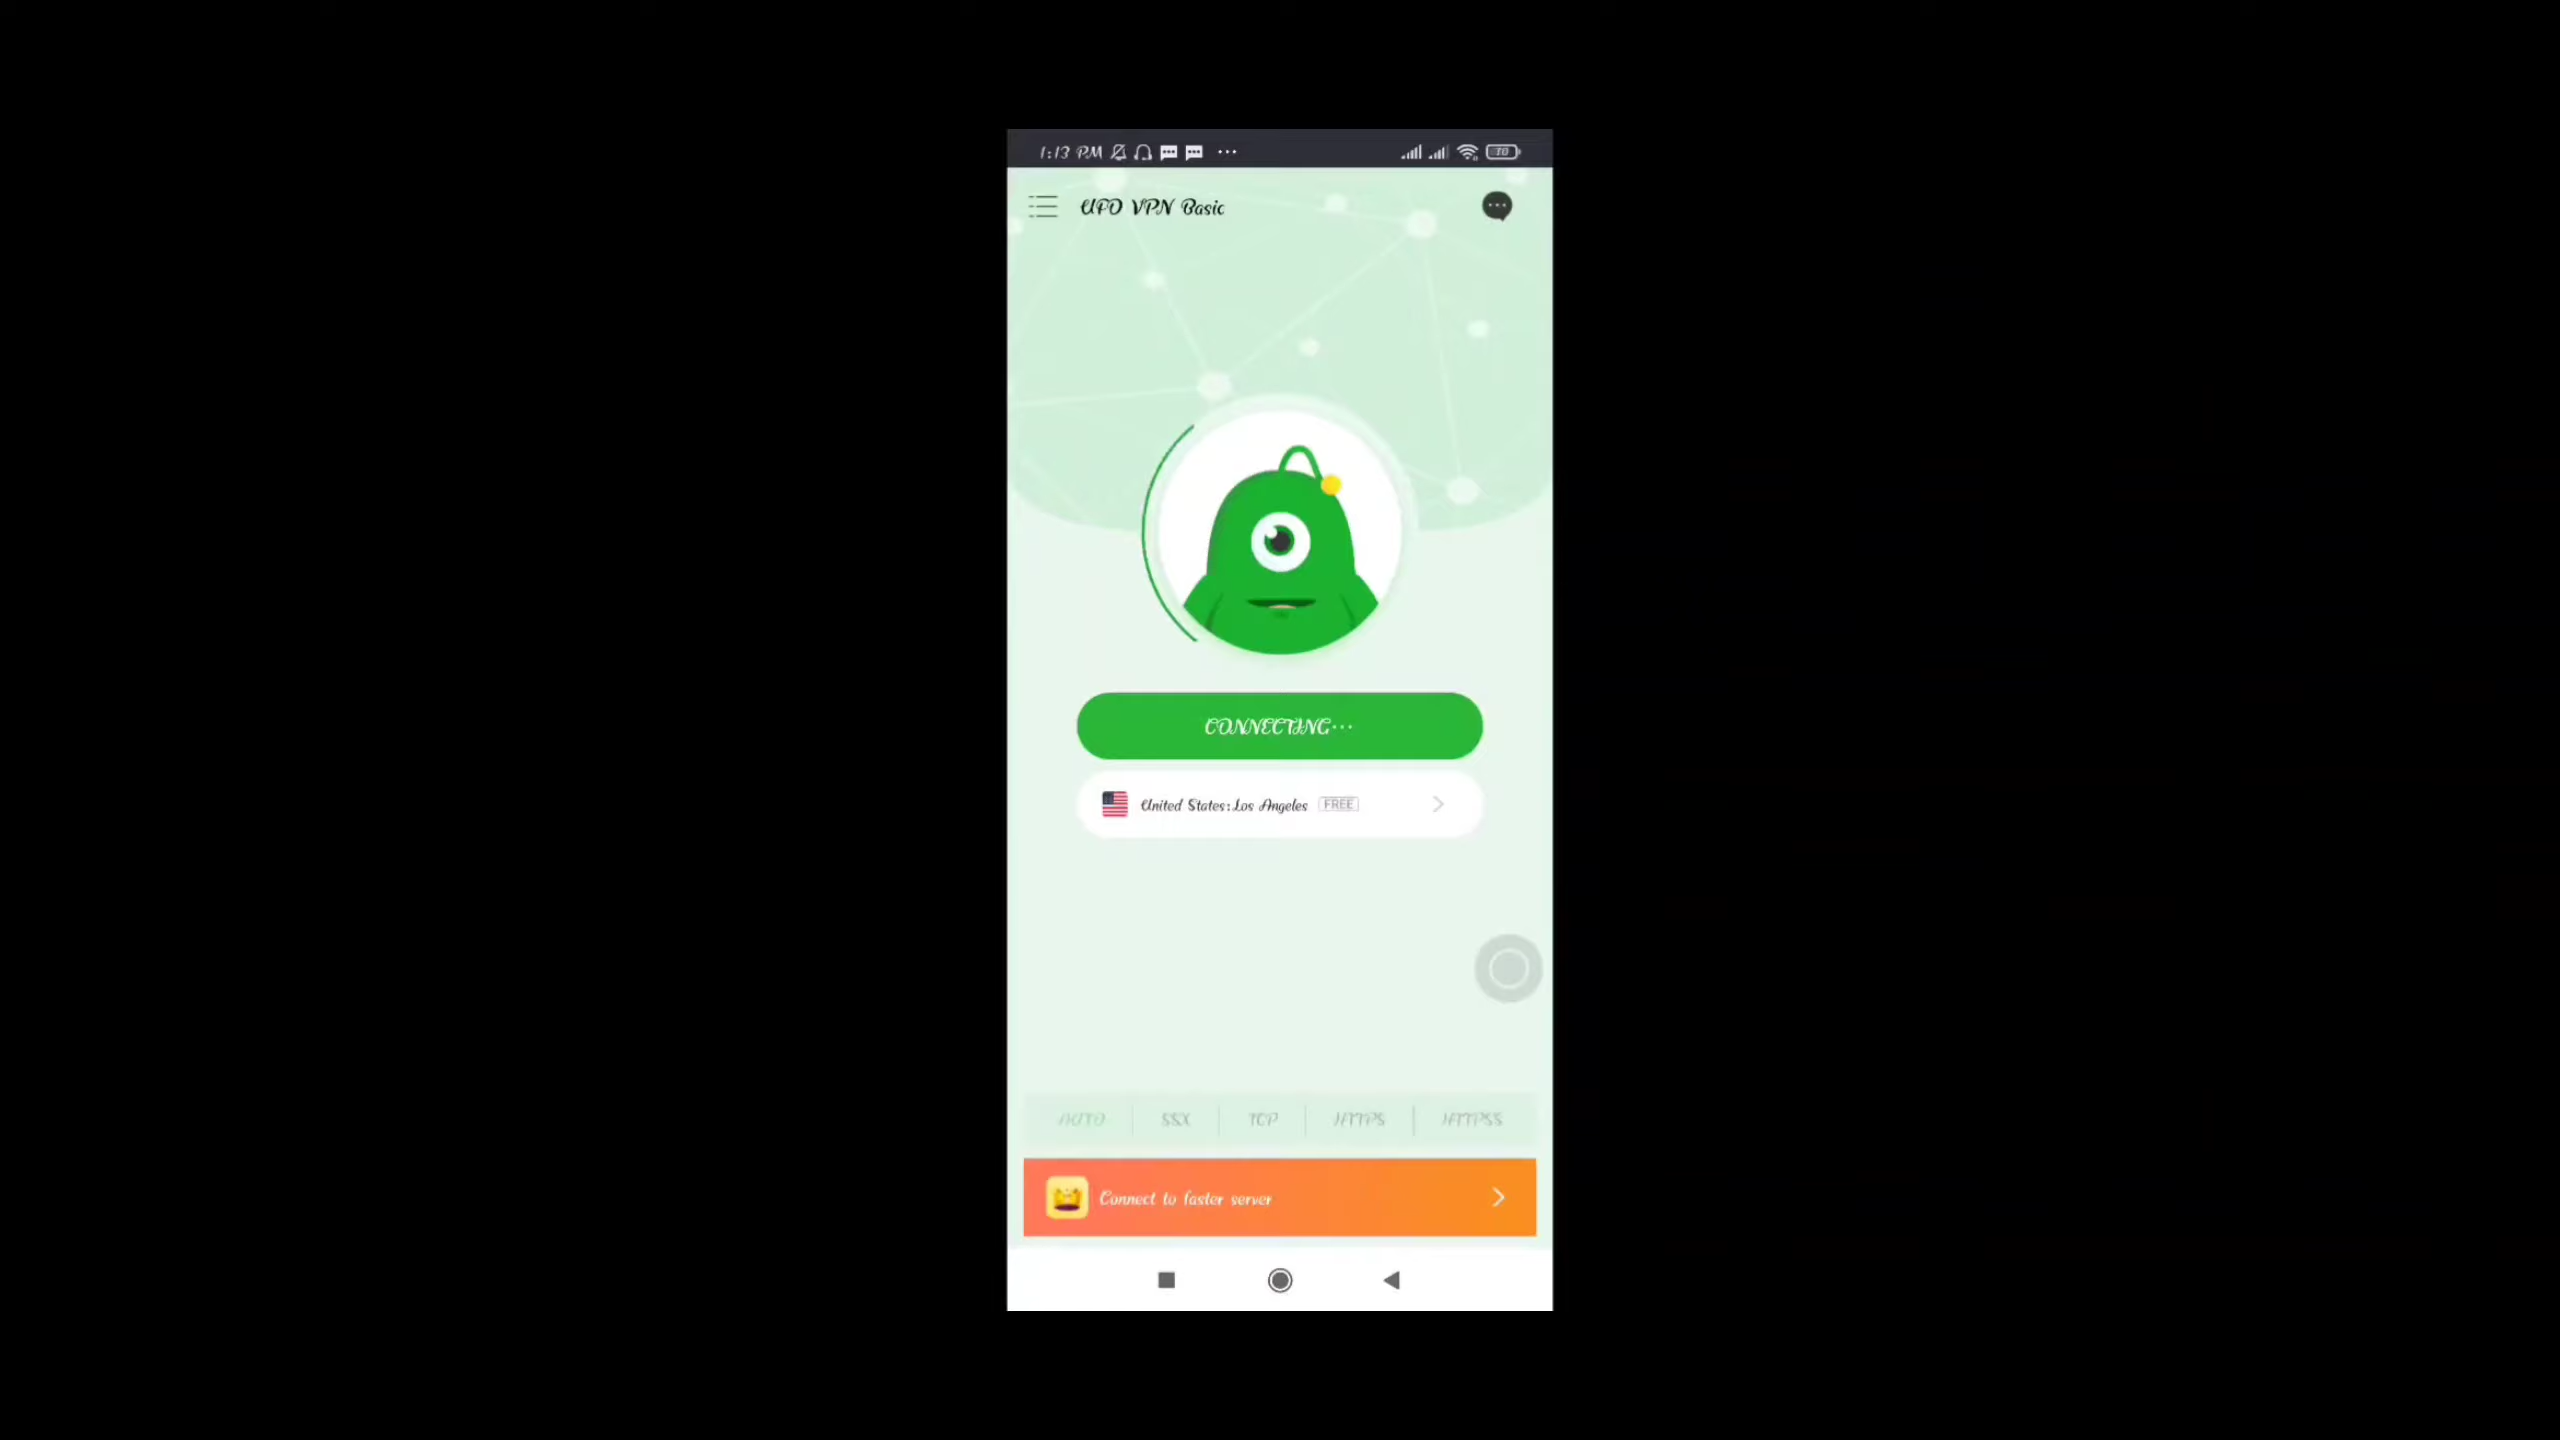 1:13 PM
70
UFO VPN Basic
CONNECTING...
United States:Los Angeles FREE
AUTO SSX TCP HTTPS HTTPSS
Connect to faster server